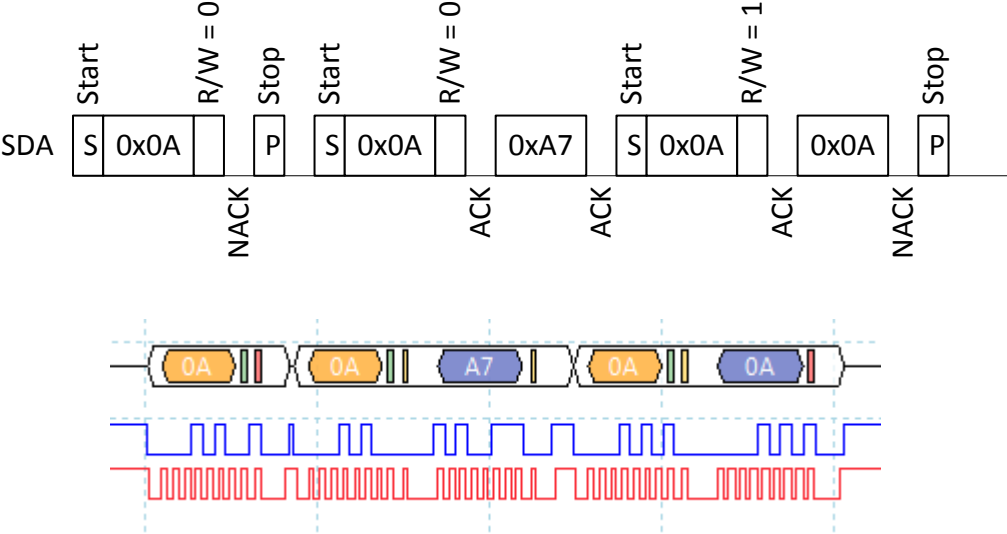 Start
R/W = 0
Stop
Start
R/W = 0
Start
R/W = 1
Stop
SDA S 0x0A P S 0x0A 0xA7 S 0x0A 0x0A P
NACK
ACK
ACK
ACK
NACK
0A 0A A7 0A 0A